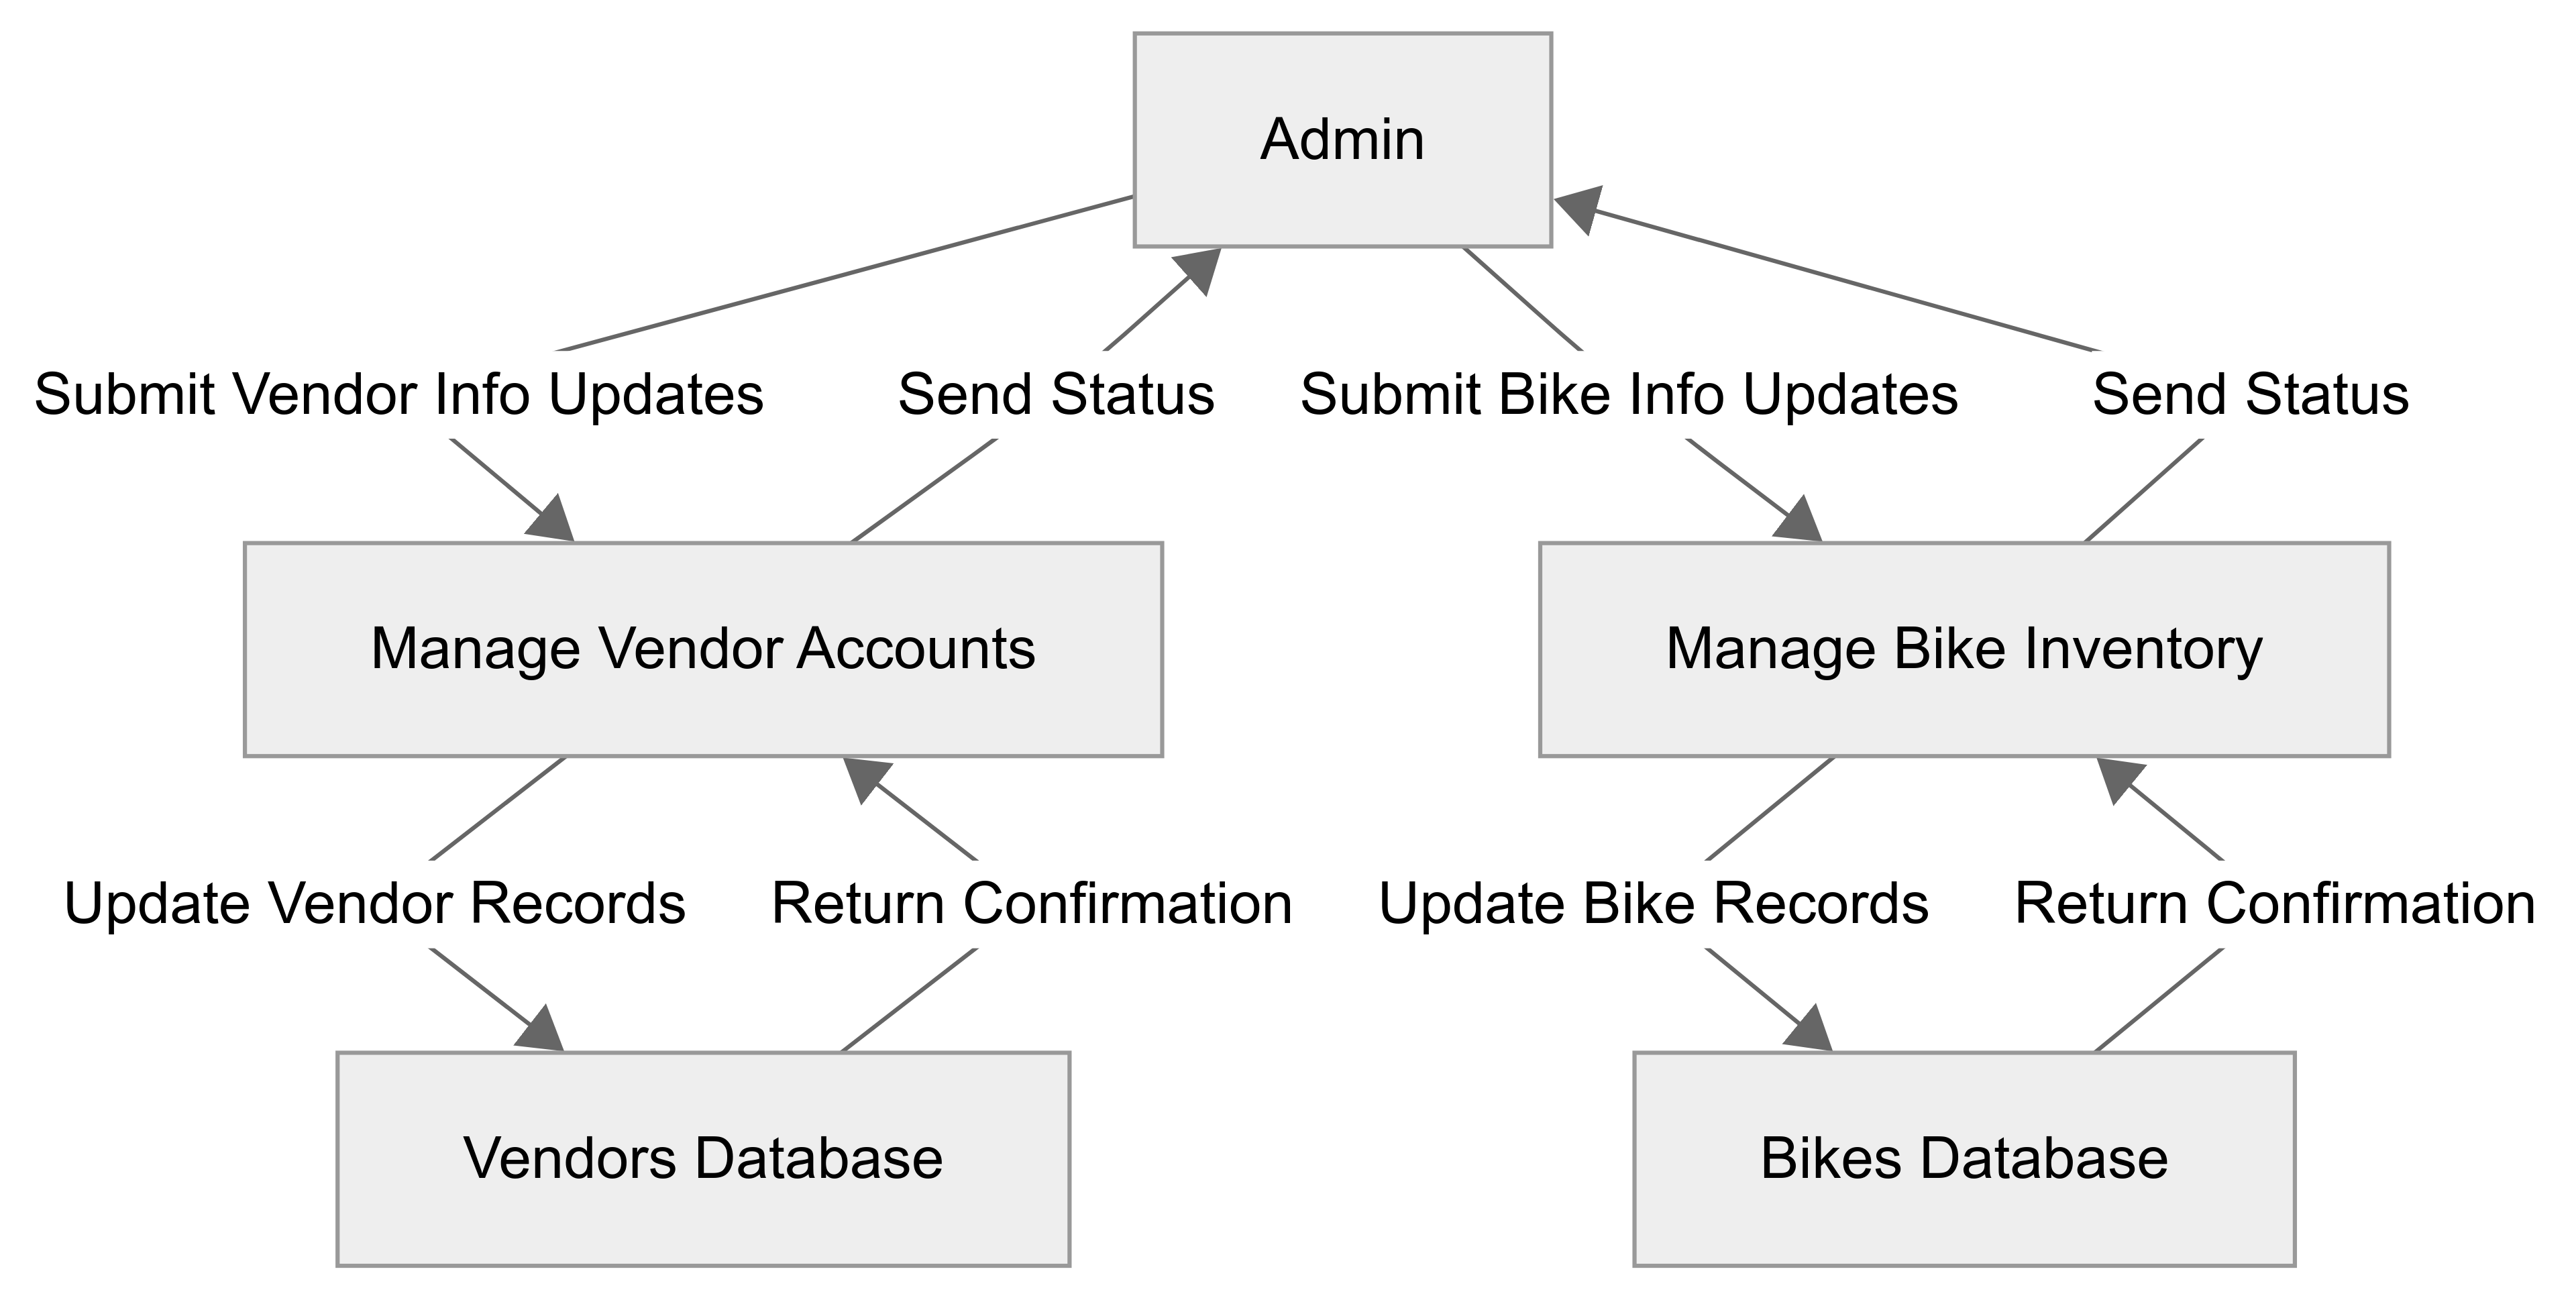 Admin
Submit Vendor Info Updates
Send Status
Submit Bike Info Updates
Send Status
Manage Vendor Accounts
Manage Bike Inventory
Update Vendor Records
Return Confirmation
Update Bike Records
Return Confirmation
Vendors Database
Bikes Database